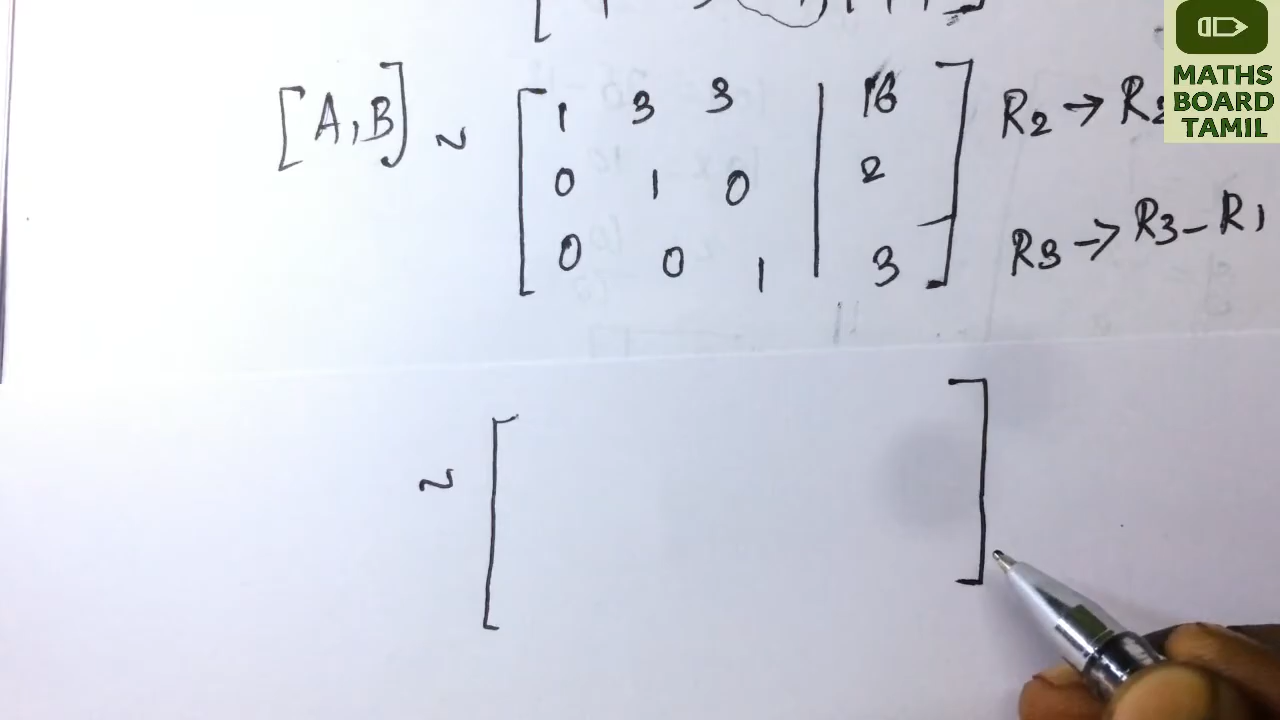 MATHS
BOARD
TAMIL
[A,B] ~ [ 1 3 3 | 16 ] R2 → R2
0 1 0 | 2
0 0 1 | 3 R3 → R3 - R1
~ [ ]